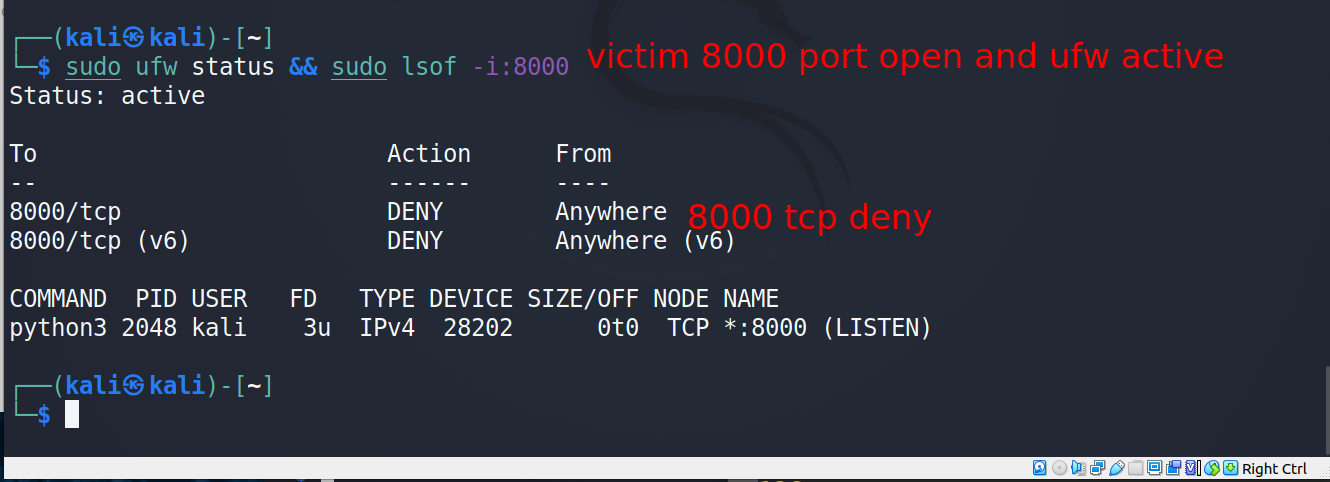 ┌──(kali㉿kali)-[~]
└─$ sudo ufw status && sudo lsof -i:8000 victim 8000 port open and ufw active
Status: active
To Action From
-- ------ ----
8000/tcp DENY Anywhere 8000 tcp deny
8000/tcp (v6) DENY Anywhere (v6)
COMMAND PID USER FD TYPE DEVICE SIZE/OFF NODE NAME
python3 2048 kali 3u IPv4 28202 0t0 TCP *:8000 (LISTEN)
┌──(kali㉿kali)-[~]
└─$
Right Ctrl